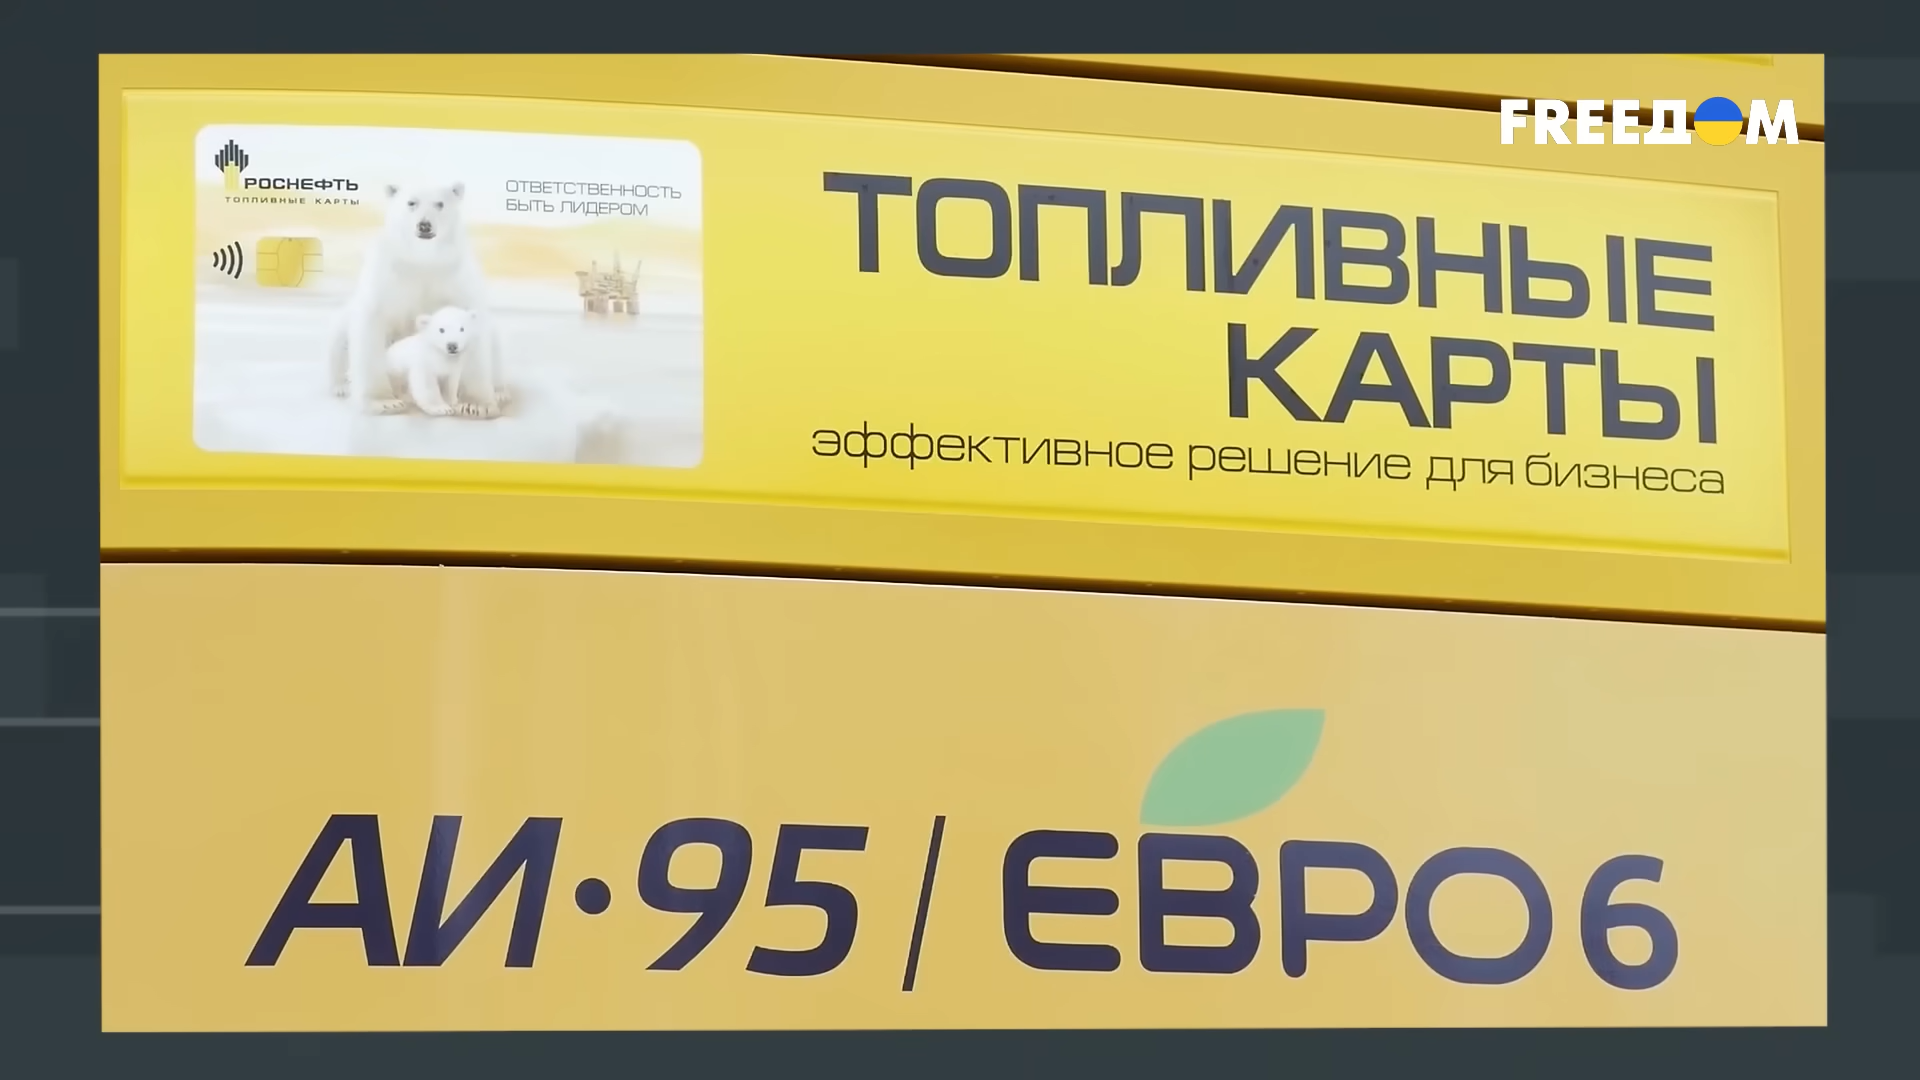 FREEДOM
РОСНЕФТЬ
ТОПЛИВНЫЕ КАРТЫ
ОТВЕТСТВЕННОСТЬ
БЫТЬ ЛИДЕРОМ
ТОПЛИВНЫЕ
КАРТЫ
эффективное решение для бизнеса
АИ·95 | ЕВРО 6